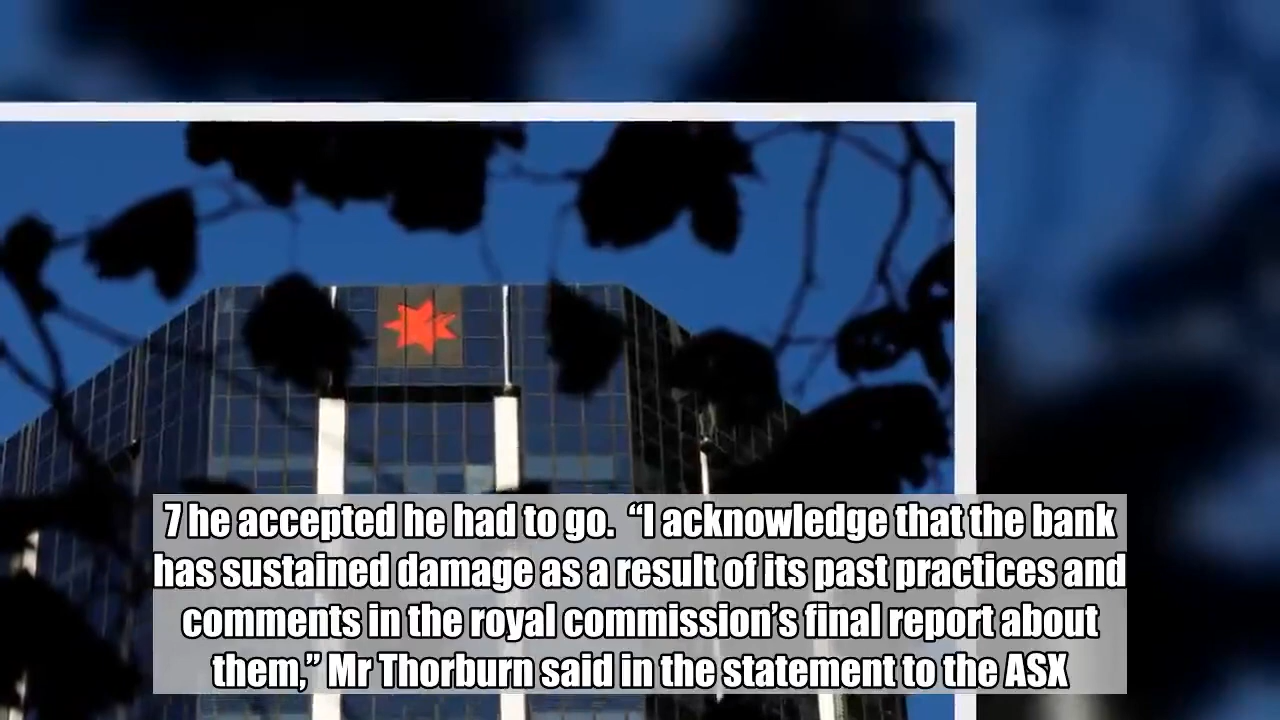 7 he accepted he had to go.  “I acknowledge that the bank
has sustained damage as a result of its past practices and
comments in the royal commission’s final report about
them,” Mr Thorburn said in the statement to the ASX